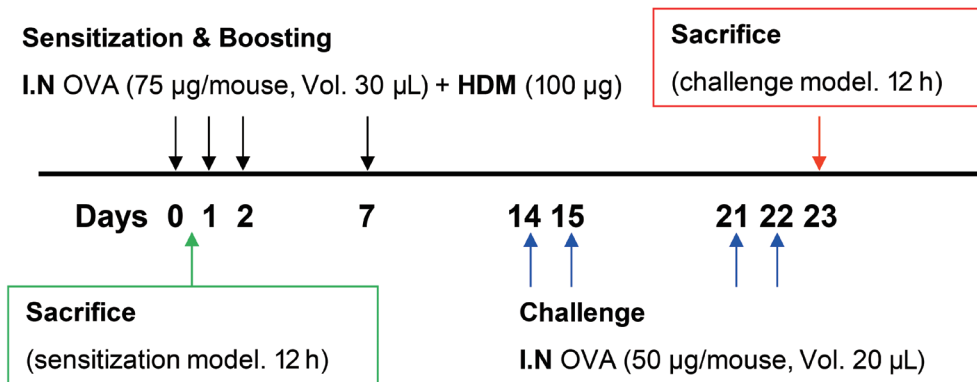 Sensitization & Boosting
I.N OVA (75 µg/mouse, Vol. 30 µL) + HDM (100 µg)
Sacrifice
(challenge model. 12 h)
Days 0 1 2 7 14 15 21 22 23
Sacrifice
(sensitization model. 12 h)
Challenge
I.N OVA (50 µg/mouse, Vol. 20 µL)